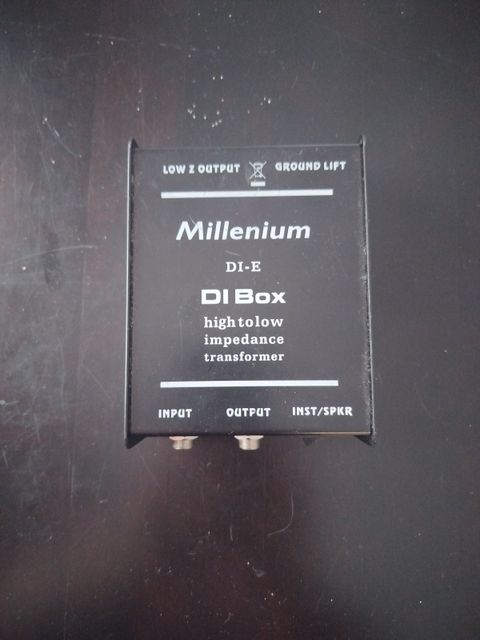 LOW Z OUTPUT GROUND LIFT
Millenium
DI-E
DI Box
high to low
impedance
transformer
INPUT OUTPUT INST/SPKR